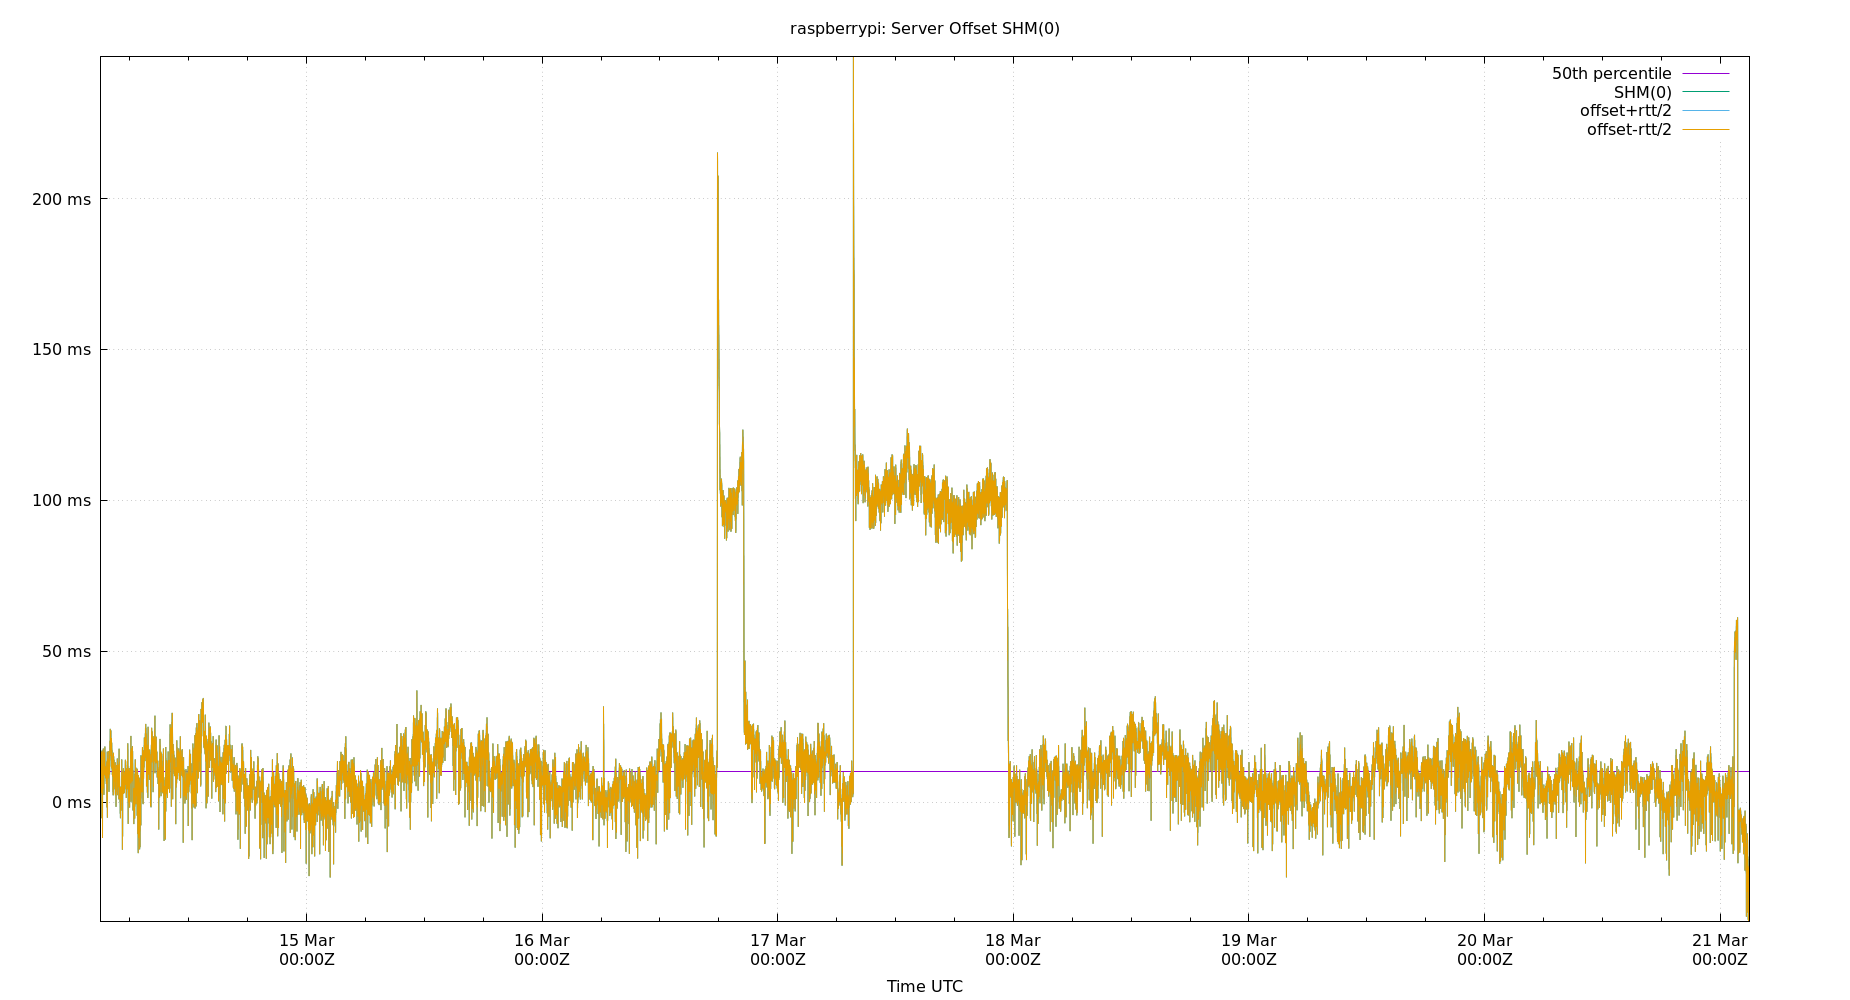 raspberrypi: Server Offset SHM(0)
50th percentile
SHM(0)
offset+rtt/2
offset-rtt/2
200 ms
150 ms
100 ms
50 ms
0 ms
15 Mar 16 Mar 17 Mar 18 Mar 19 Mar 20 Mar 21 Mar
00:00Z 00:00Z 00:00Z 00:00Z 00:00Z 00:00Z 00:00Z
Time UTC